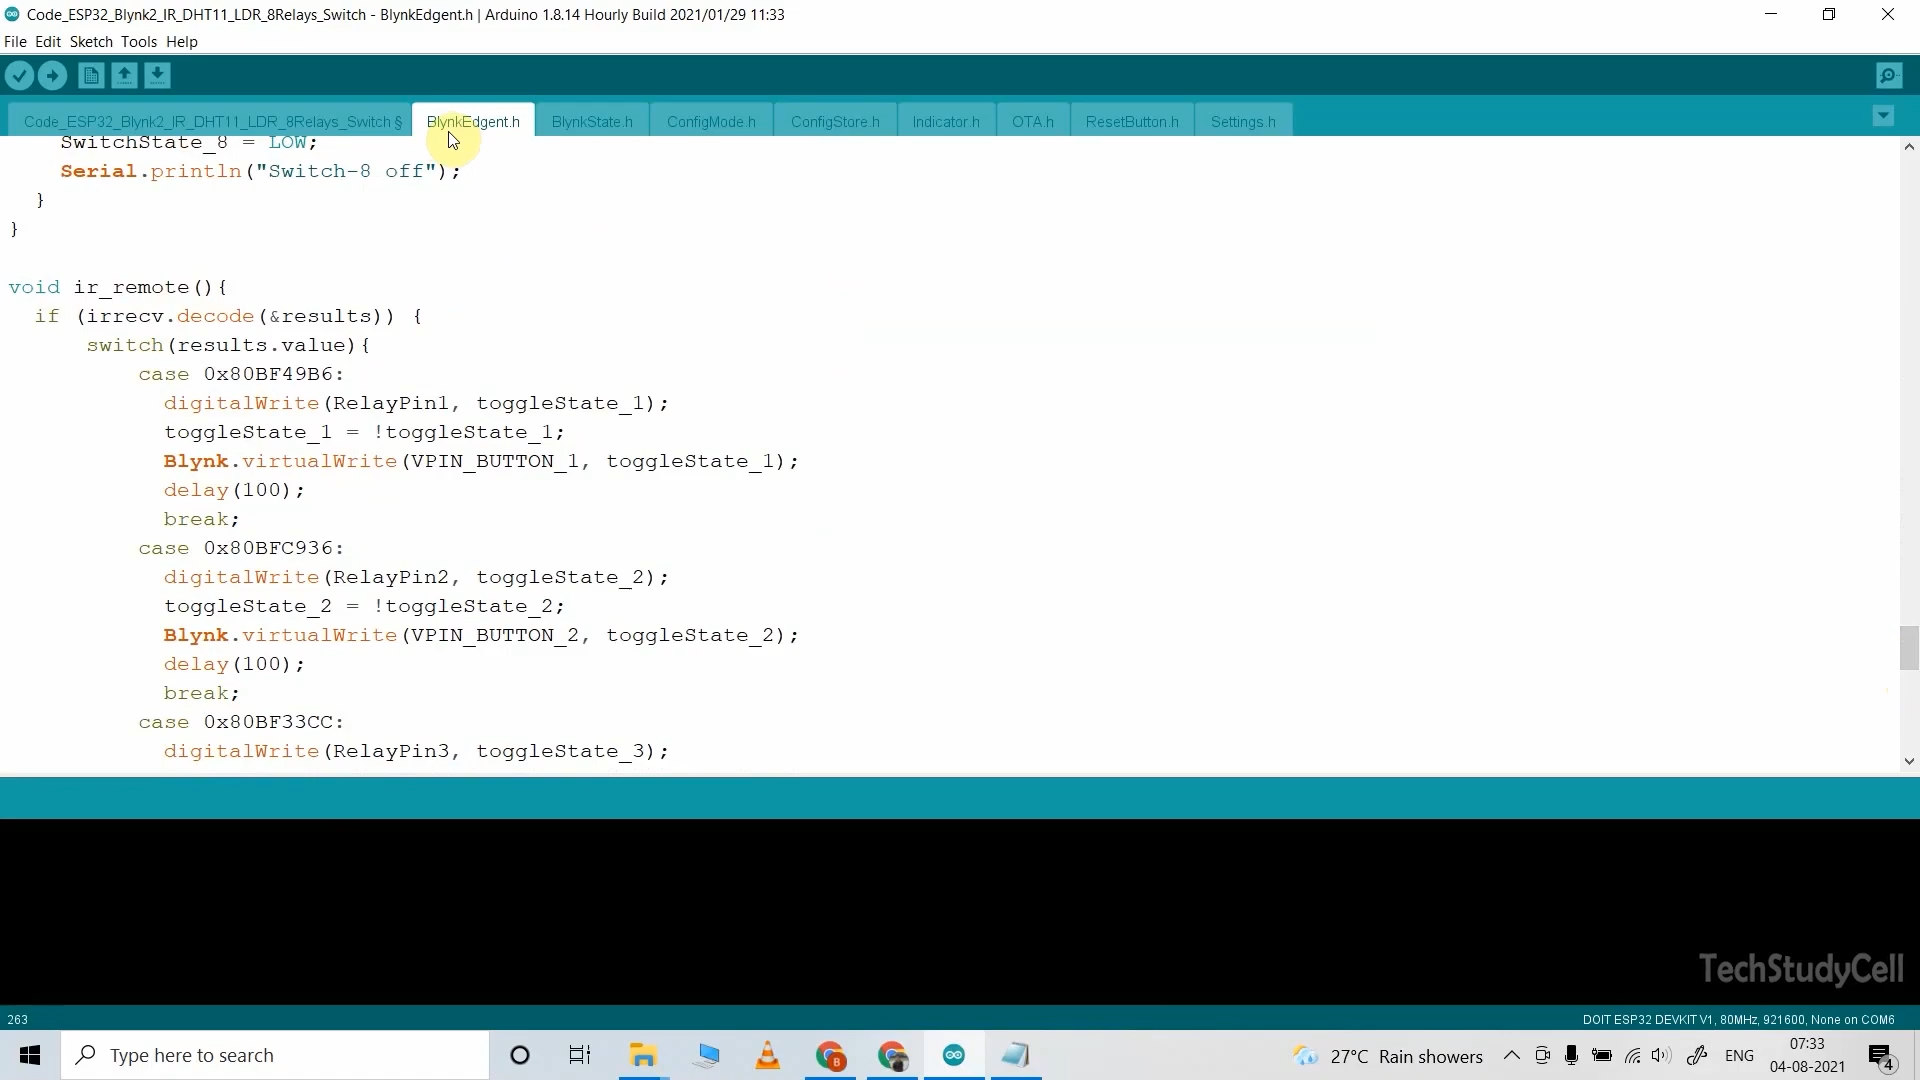 Code_ESP32_Blynk2_IR_DHT11_LDR_8Relays_Switch - BlynkEdgent.h | Arduino 1.8.14 Hourly Build 2021/01/29 11:33
File Edit Sketch Tools Help
Code_ESP32_Blynk2_IR_DHT11_LDR_8Relays_Switch § BlynkEdgent.h BlynkState.h ConfigMode.h ConfigStore.h Indicator.h OTA.h ResetButton.h Settings.h
SwitchState_8 = LOW;
Serial.println("Switch-8 off");
}
}
void ir_remote(){
if (irrecv.decode(&results)) {
switch(results.value){
case 0x80BF49B6:
digitalWrite(RelayPin1, toggleState_1);
toggleState_1 = !toggleState_1;
Blynk.virtualWrite(VPIN_BUTTON_1, toggleState_1);
delay(100);
break;
case 0x80BFC936:
digitalWrite(RelayPin2, toggleState_2);
toggleState_2 = !toggleState_2;
Blynk.virtualWrite(VPIN_BUTTON_2, toggleState_2);
delay(100);
break;
case 0x80BF33CC:
digitalWrite(RelayPin3, toggleState_3);
TechStudyCell
263 DOIT ESP32 DEVKIT V1, 80MHz, 921600, None on COM6
Type here to search
27°C Rain showers
ENG
07:33
04-08-2021
4